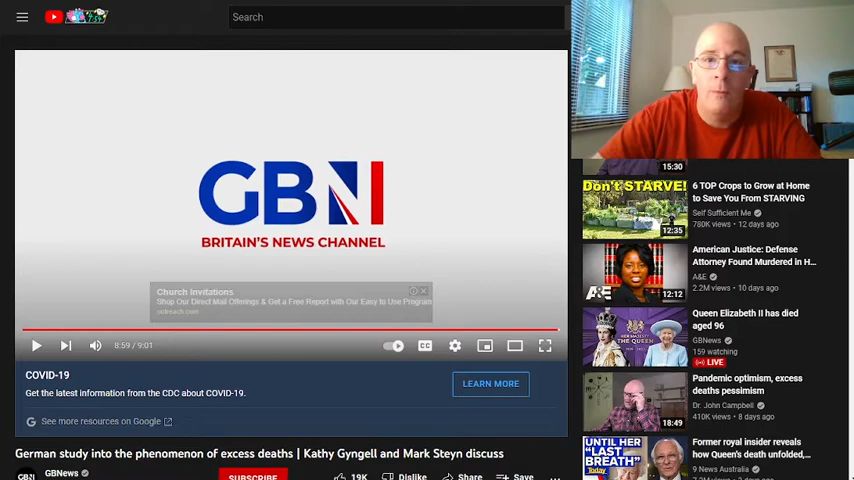 Search
GBN
BRITAIN'S NEWS CHANNEL
Church Invitations
Shop Our Direct Mail Offerings & Get a Free Report with Our Easy to Use Program
8:59 / 9:01
CC
COVID-19
Get the latest information from the CDC about COVID-19.
LEARN MORE
See more resources on Google
German study into the phenomenon of excess deaths | Kathy Gyngell and Mark Steyn discuss
GBN
GBNews
SUBSCRIBE
19K
Dislike
Share
Save
15:30
Don't STARVE!
12:35
6 TOP Crops to Grow at Home
to Save You From STARVING
Self Sufficient Me
780K views • 12 days ago
A&E
12:12
American Justice: Defense
Attorney Found Murdered in H...
A&E
2.2M views • 10 days ago
HER MAJESTY
THE QUEEN
Queen Elizabeth II has died
aged 96
GBNews
159 watching
LIVE
18:49
Pandemic optimism, excess
deaths pessimism
Dr. John Campbell
410K views • 8 days ago
UNTIL HER
"LAST
BREATH"
Today
Former royal insider reveals
how Queen's death unfolded,...
9 News Australia